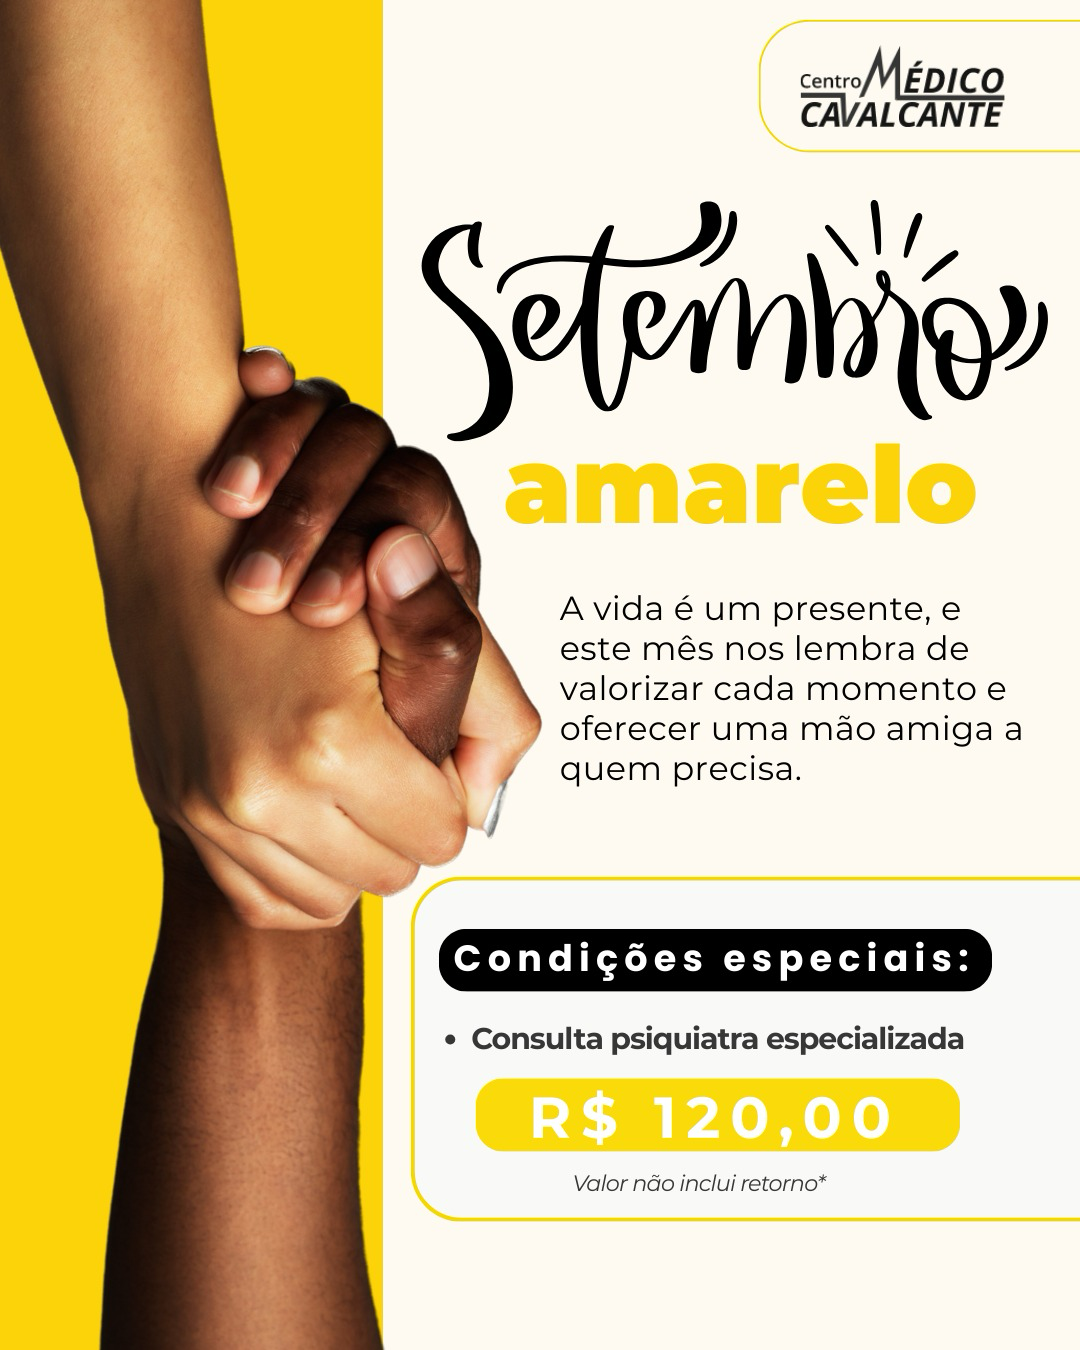 Centro MÉDICO
CAVALCANTE
Setembro
amarelo
A vida é um presente, e
este mês nos lembra de
valorizar cada momento e
oferecer uma mão amiga a
quem precisa.
Condições especiais:
• Consulta psiquiatra especializada
R$ 120,00
Valor não inclui retorno*